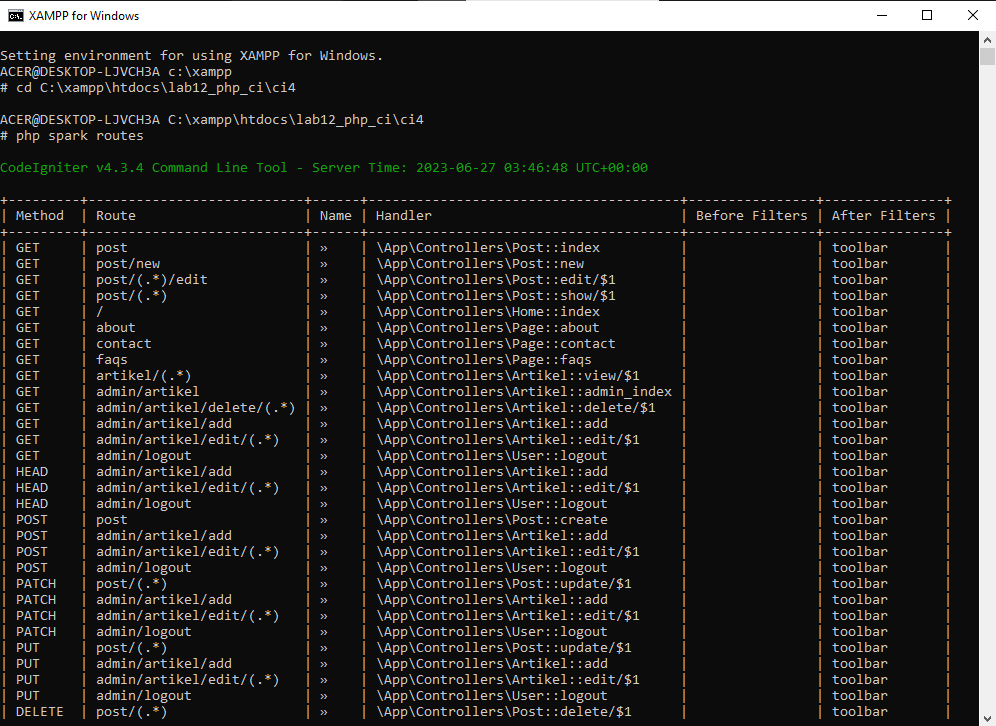 XAMPP for Windows
Setting environment for using XAMPP for Windows.
ACER@DESKTOP-LJVCH3A c:\xampp
# cd C:\xampp\htdocs\lab12_php_ci\ci4
ACER@DESKTOP-LJVCH3A C:\xampp\htdocs\lab12_php_ci\ci4
# php spark routes
CodeIgniter v4.3.4 Command Line Tool - Server Time: 2023-06-27 03:46:48 UTC+00:00
+---------+---------------------------+------+---------------------------------------+----------------+---------------+
| Method | Route | Name | Handler | Before Filters | After Filters |
+---------+---------------------------+------+---------------------------------------+----------------+---------------+
| GET | post | » | \App\Controllers\Post::index | | toolbar |
| GET | post/new | » | \App\Controllers\Post::new | | toolbar |
| GET | post/(.*)/edit | » | \App\Controllers\Post::edit/$1 | | toolbar |
| GET | post/(.*) | » | \App\Controllers\Post::show/$1 | | toolbar |
| GET | / | » | \App\Controllers\Home::index | | toolbar |
| GET | about | » | \App\Controllers\Page::about | | toolbar |
| GET | contact | » | \App\Controllers\Page::contact | | toolbar |
| GET | faqs | » | \App\Controllers\Page::faqs | | toolbar |
| GET | artikel/(.*) | » | \App\Controllers\Artikel::view/$1 | | toolbar |
| GET | admin/artikel | » | \App\Controllers\Artikel::admin_index | | toolbar |
| GET | admin/artikel/delete/(.*) | » | \App\Controllers\Artikel::delete/$1 | | toolbar |
| GET | admin/artikel/add | » | \App\Controllers\Artikel::add | | toolbar |
| GET | admin/artikel/edit/(.*) | » | \App\Controllers\Artikel::edit/$1 | | toolbar |
| GET | admin/logout | » | \App\Controllers\User::logout | | toolbar |
| HEAD | admin/artikel/add | » | \App\Controllers\Artikel::add | | toolbar |
| HEAD | admin/artikel/edit/(.*) | » | \App\Controllers\Artikel::edit/$1 | | toolbar |
| HEAD | admin/logout | » | \App\Controllers\User::logout | | toolbar |
| POST | post | » | \App\Controllers\Post::create | | toolbar |
| POST | admin/artikel/add | » | \App\Controllers\Artikel::add | | toolbar |
| POST | admin/artikel/edit/(.*) | » | \App\Controllers\Artikel::edit/$1 | | toolbar |
| POST | admin/logout | » | \App\Controllers\User::logout | | toolbar |
| PATCH | post/(.*) | » | \App\Controllers\Post::update/$1 | | toolbar |
| PATCH | admin/artikel/add | » | \App\Controllers\Artikel::add | | toolbar |
| PATCH | admin/artikel/edit/(.*) | » | \App\Controllers\Artikel::edit/$1 | | toolbar |
| PATCH | admin/logout | » | \App\Controllers\User::logout | | toolbar |
| PUT | post/(.*) | » | \App\Controllers\Post::update/$1 | | toolbar |
| PUT | admin/artikel/add | » | \App\Controllers\Artikel::add | | toolbar |
| PUT | admin/artikel/edit/(.*) | » | \App\Controllers\Artikel::edit/$1 | | toolbar |
| PUT | admin/logout | » | \App\Controllers\User::logout | | toolbar |
| DELETE | post/(.*) | » | \App\Controllers\Post::delete/$1 | | toolbar |